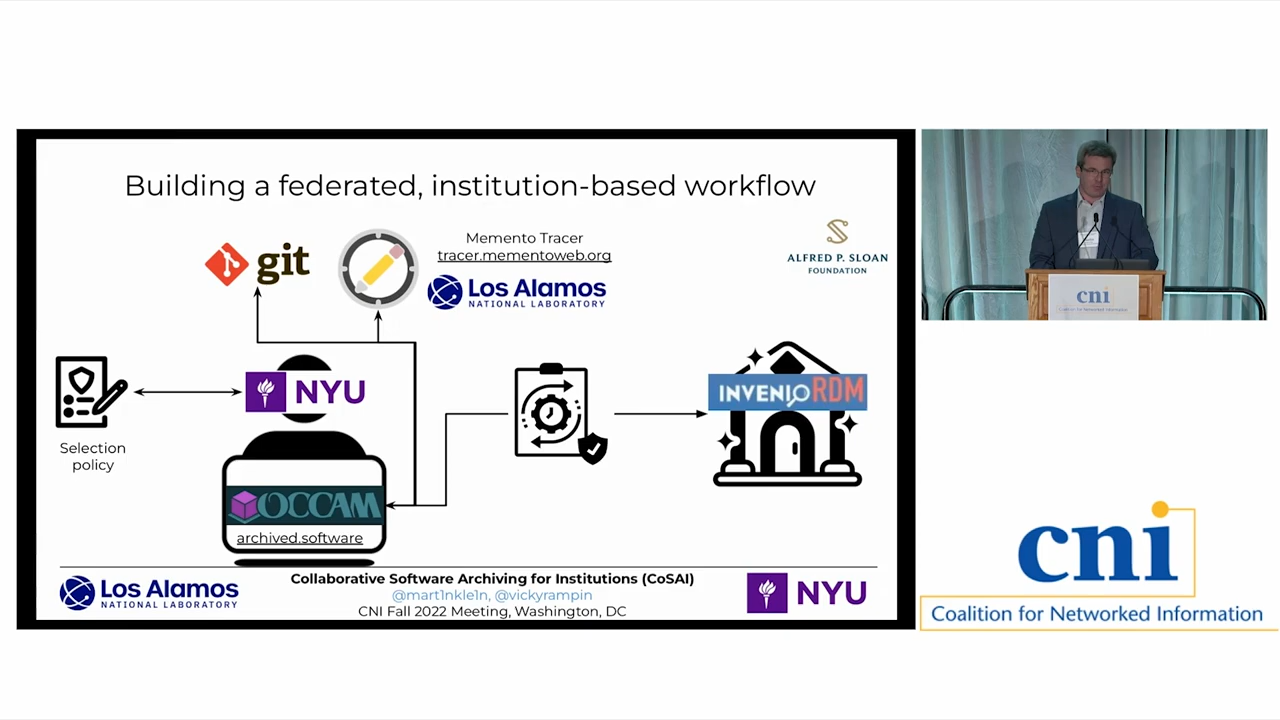 Building a federated, institution-based workflow
git
Memento Tracer
tracer.mementoweb.org
Los Alamos
NATIONAL LABORATORY
ALFRED P. SLOAN
FOUNDATION
NYU
Selection
policy
OCCAM
archived.software
INVENIORDM
Los Alamos
NATIONAL LABORATORY
Collaborative Software Archiving for Institutions (CoSAI)
@mart1nkle1n, @vickyrampin
CNI Fall 2022 Meeting, Washington, DC
NYU
cni
cni
Coalition for Networked Information